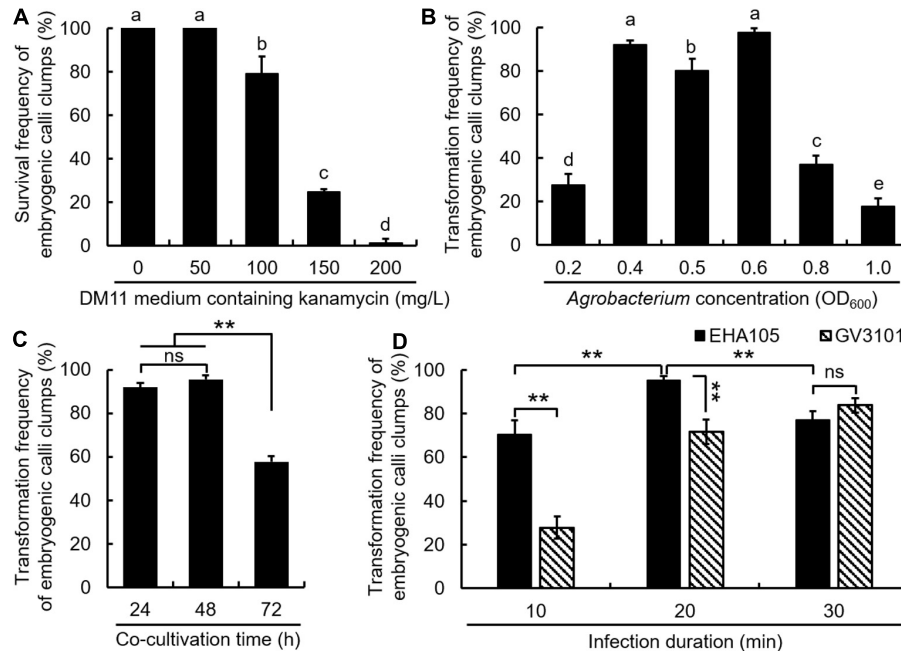 A
Survival frequency of
embryogenic calli clumps (%)
100
80
60
40
20
0
a
a
b
c
d
0 50 100 150 200
DM11 medium containing kanamycin (mg/L)
B
Transformation frequency of
embryogenic calli clumps (%)
100
80
60
40
20
0
d
a
b
a
c
e
0.2 0.4 0.5 0.6 0.8 1.0
Agrobacterium concentration (OD600)
C
Transformation frequency
of embryogenic calli clumps (%)
100
80
60
40
20
0
**
ns
24 48 72
Co-cultivation time (h)
D
EHA105 GV3101
Transformation frequency of
embryogenic calli clumps (%)
100
80
60
40
20
0
**
**
**
**
ns
10 20 30
Infection duration (min)